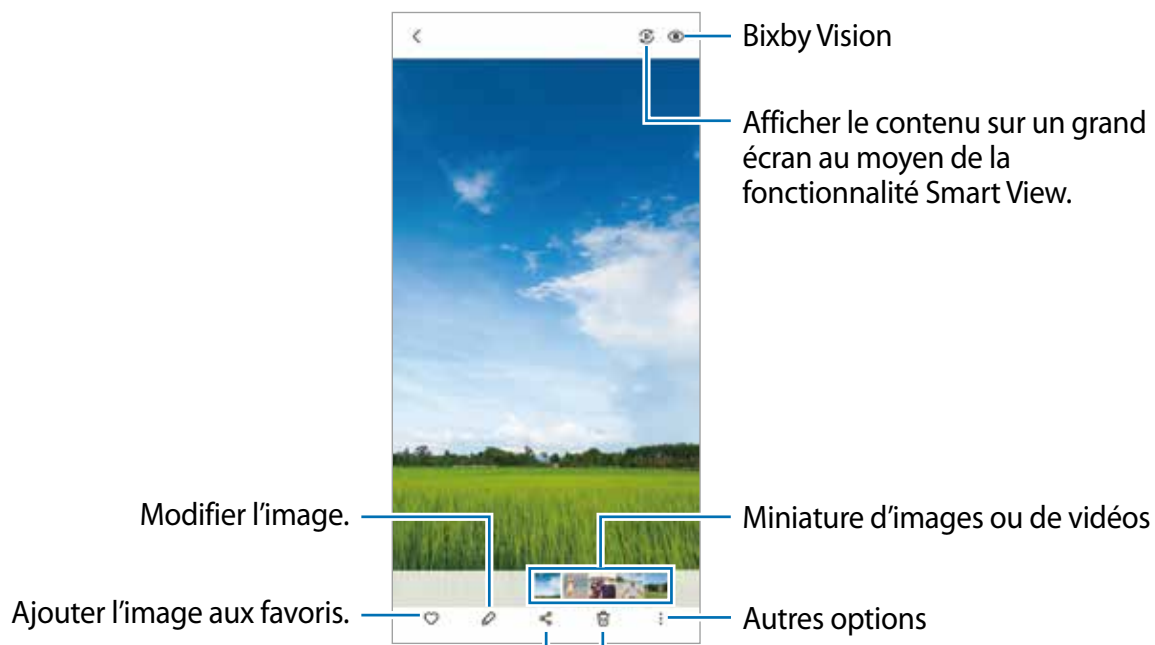 Bixby Vision
Afficher le contenu sur un grand
écran au moyen de la
fonctionnalité Smart View.
Modifier l’image.
Miniature d’images ou de vidéos
Ajouter l’image aux favoris.
Autres options